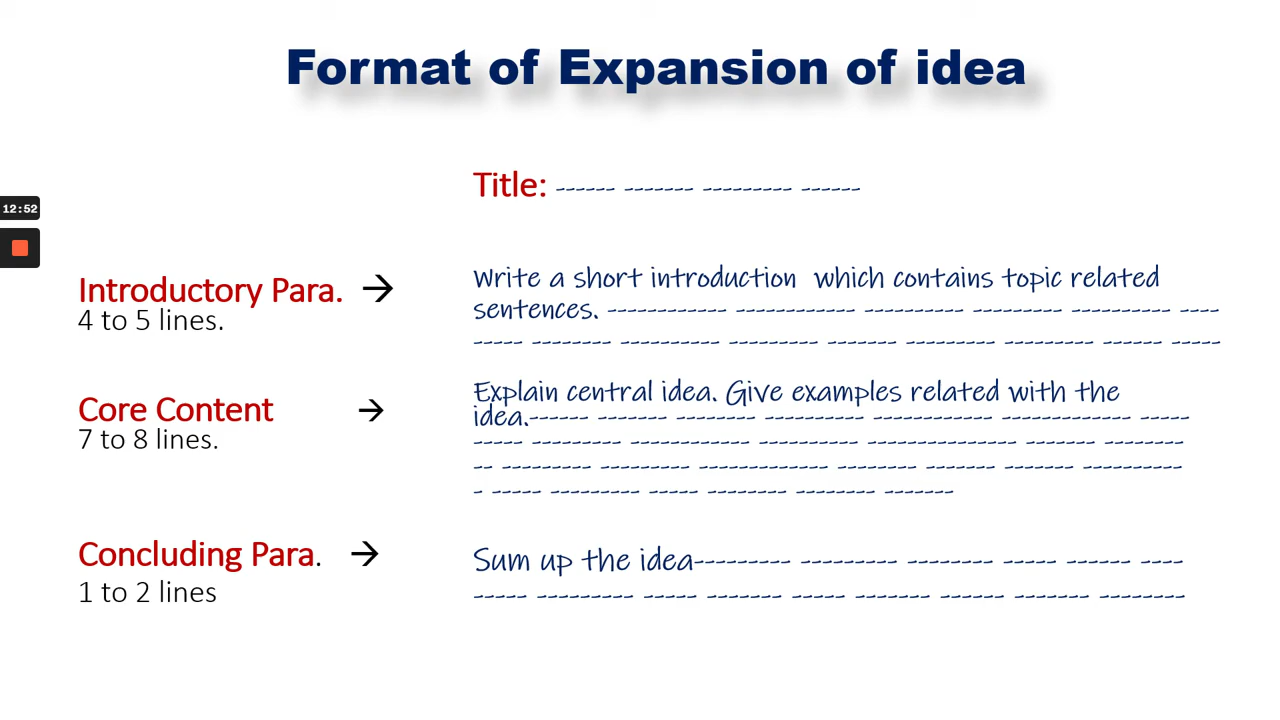 Format of Expansion of idea
Title: ------ ------- --------- ------
12:52
Introductory Para. →
4 to 5 lines.
Write a short introduction which contains topic related
sentences. ------------ ------------ ---------- --------- ---------- ----
----- -------- ---------- --------- ------- --------- --------- ------ -----
Core Content →
7 to 8 lines.
Explain central idea. Give examples related with the
idea.------ ------- -------- ---------- ------------ ------------- -----
----- --------- ------------ ---------- --------------- ------- --------
-- --------- --------- ------------- -------- ------- ------- ----------
- ----- --------- ----- -------- -------- -------
Concluding Para. →
1 to 2 lines
Sum up the idea---------- --------- -------- ----- ------ ----
----- --------- ----- ------- ----- ------- ------ ------- --------